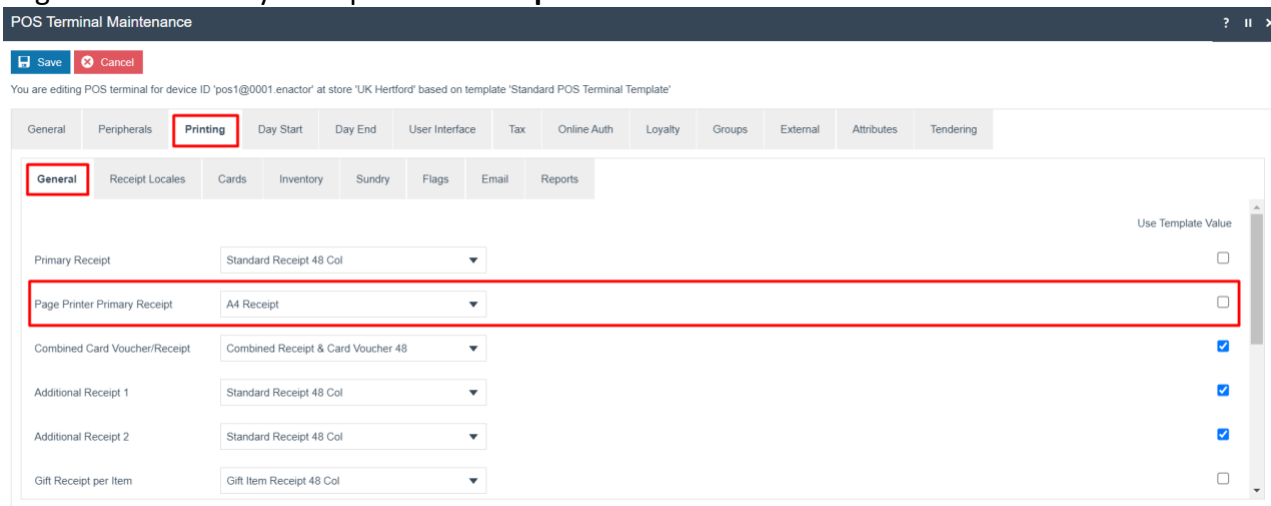 POS Terminal Maintenance ? II ×
Save Cancel
You are editing POS terminal for device ID 'pos1@0001.enactor' at store 'UK Hertford' based on template 'Standard POS Terminal Template'
General Peripherals Printing Day Start Day End User Interface Tax Online Auth Loyalty Groups External Attributes Tendering
General Receipt Locales Cards Inventory Sundry Flags Email Reports
Use Template Value
Primary Receipt Standard Receipt 48 Col
Page Printer Primary Receipt A4 Receipt
Combined Card Voucher/Receipt Combined Receipt & Card Voucher 48
Additional Receipt 1 Standard Receipt 48 Col
Additional Receipt 2 Standard Receipt 48 Col
Gift Receipt per Item Gift Item Receipt 48 Col